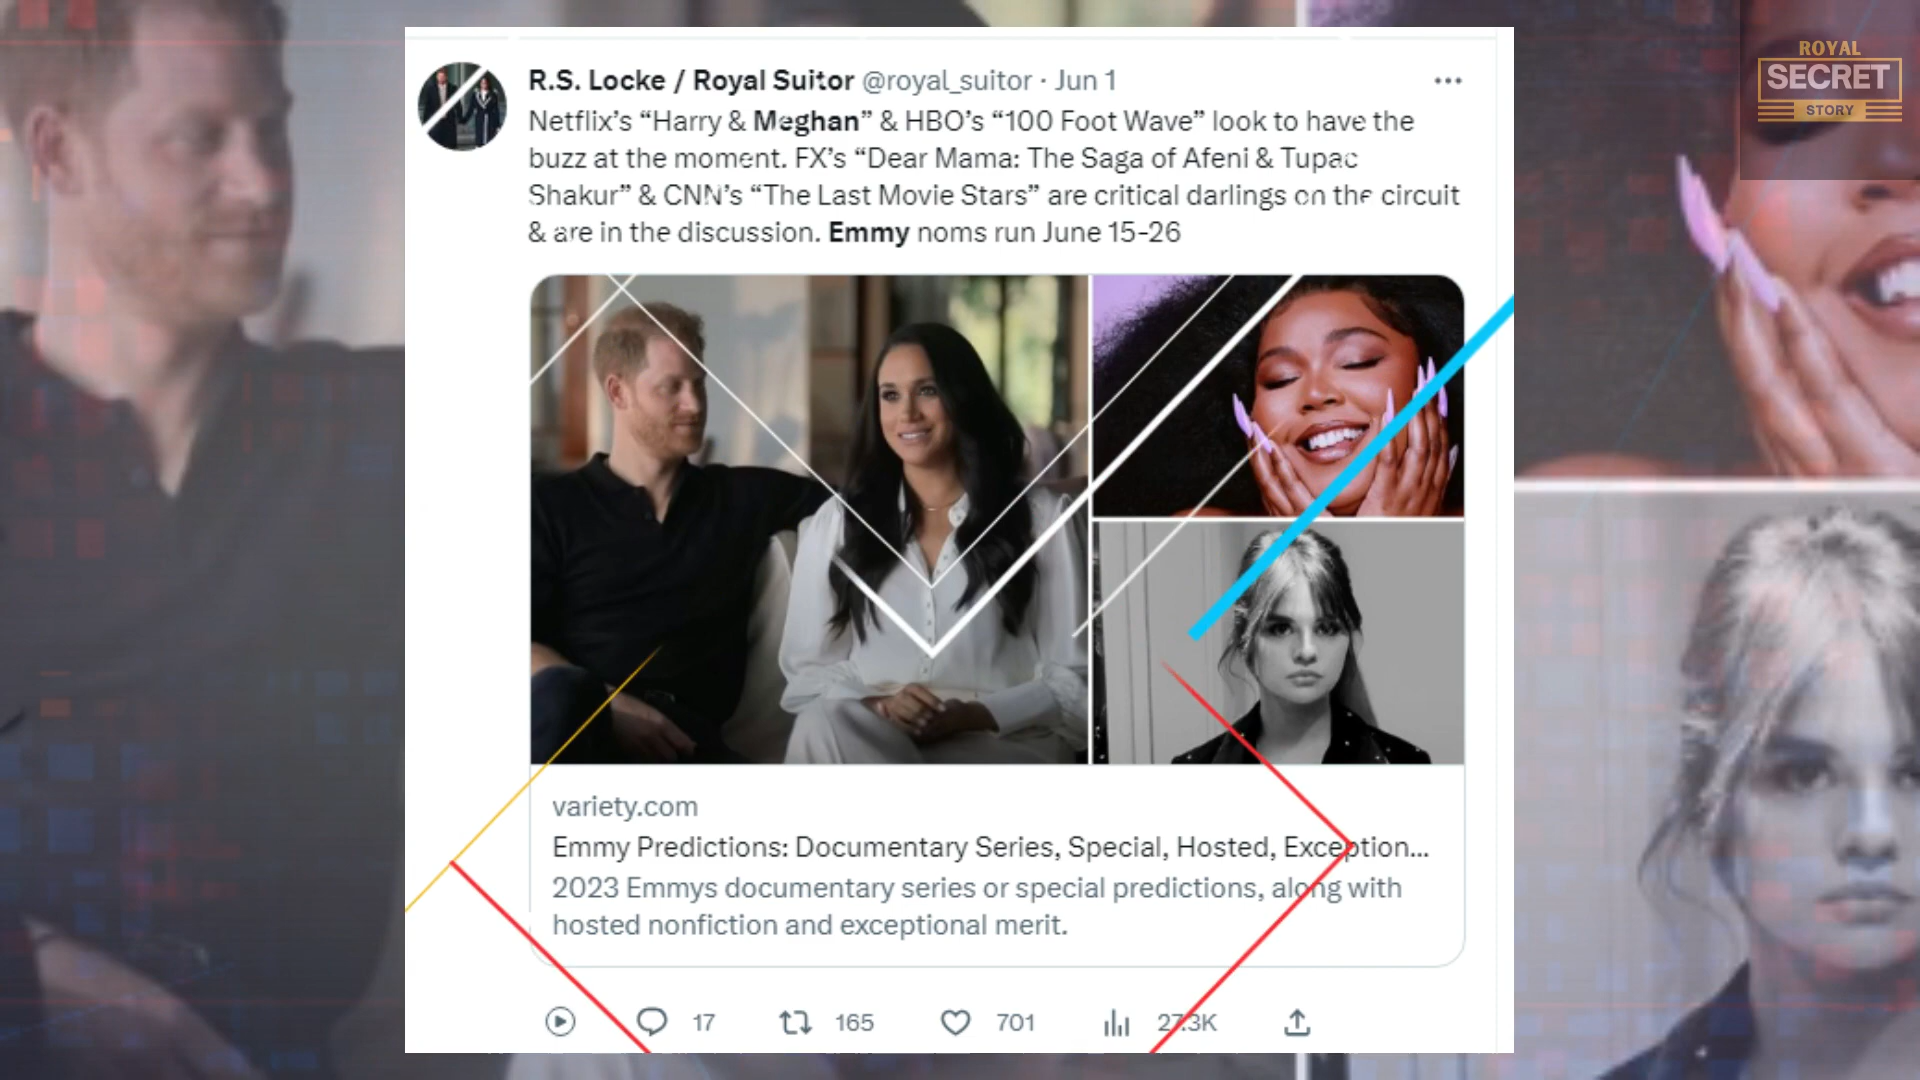 ROYAL
SECRET
STORY
R.S. Locke / Royal Suitor @royal_suitor · Jun 1
Netflix’s “Harry & Meghan” & HBO’s “100 Foot Wave” look to have the
buzz at the moment. FX’s “Dear Mama: The Saga of Afeni & Tupac
Shakur” & CNN’s “The Last Movie Stars” are critical darlings on the circuit
& are in the discussion. Emmy noms run June 15-26
variety.com
Emmy Predictions: Documentary Series, Special, Hosted, Exception...
2023 Emmys documentary series or special predictions, along with
hosted nonfiction and exceptional merit.
17 165 701 27.3K